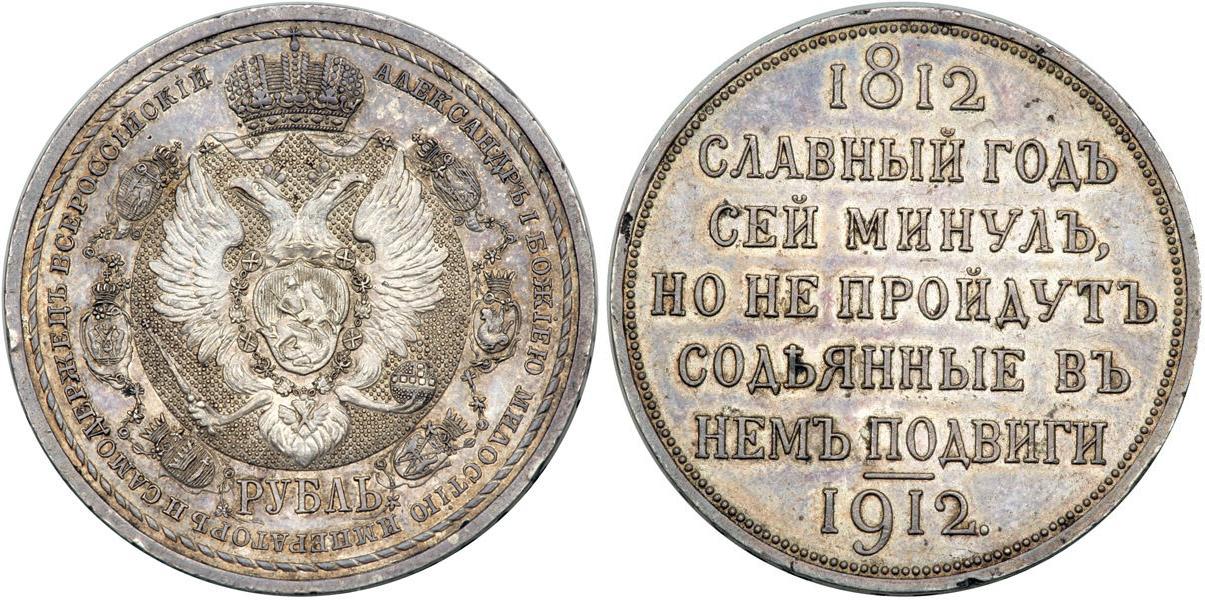 АЛЕКСАНДРЪ I БОЖІЕЮ МИЛОСТІЮ ИМПЕРАТОРЪ И САМОДЕРЖЕЦЪ ВСЕРОССІЙСКІЙ
РУБЛЬ
1812
СЛАВНЫЙ ГОДЪ
СЕЙ МИНУЛЪ,
НО НЕ ПРОЙДУТЪ
СОДѢЯННЫЕ ВЪ
НЕМЪ ПОДВИГИ
1912.